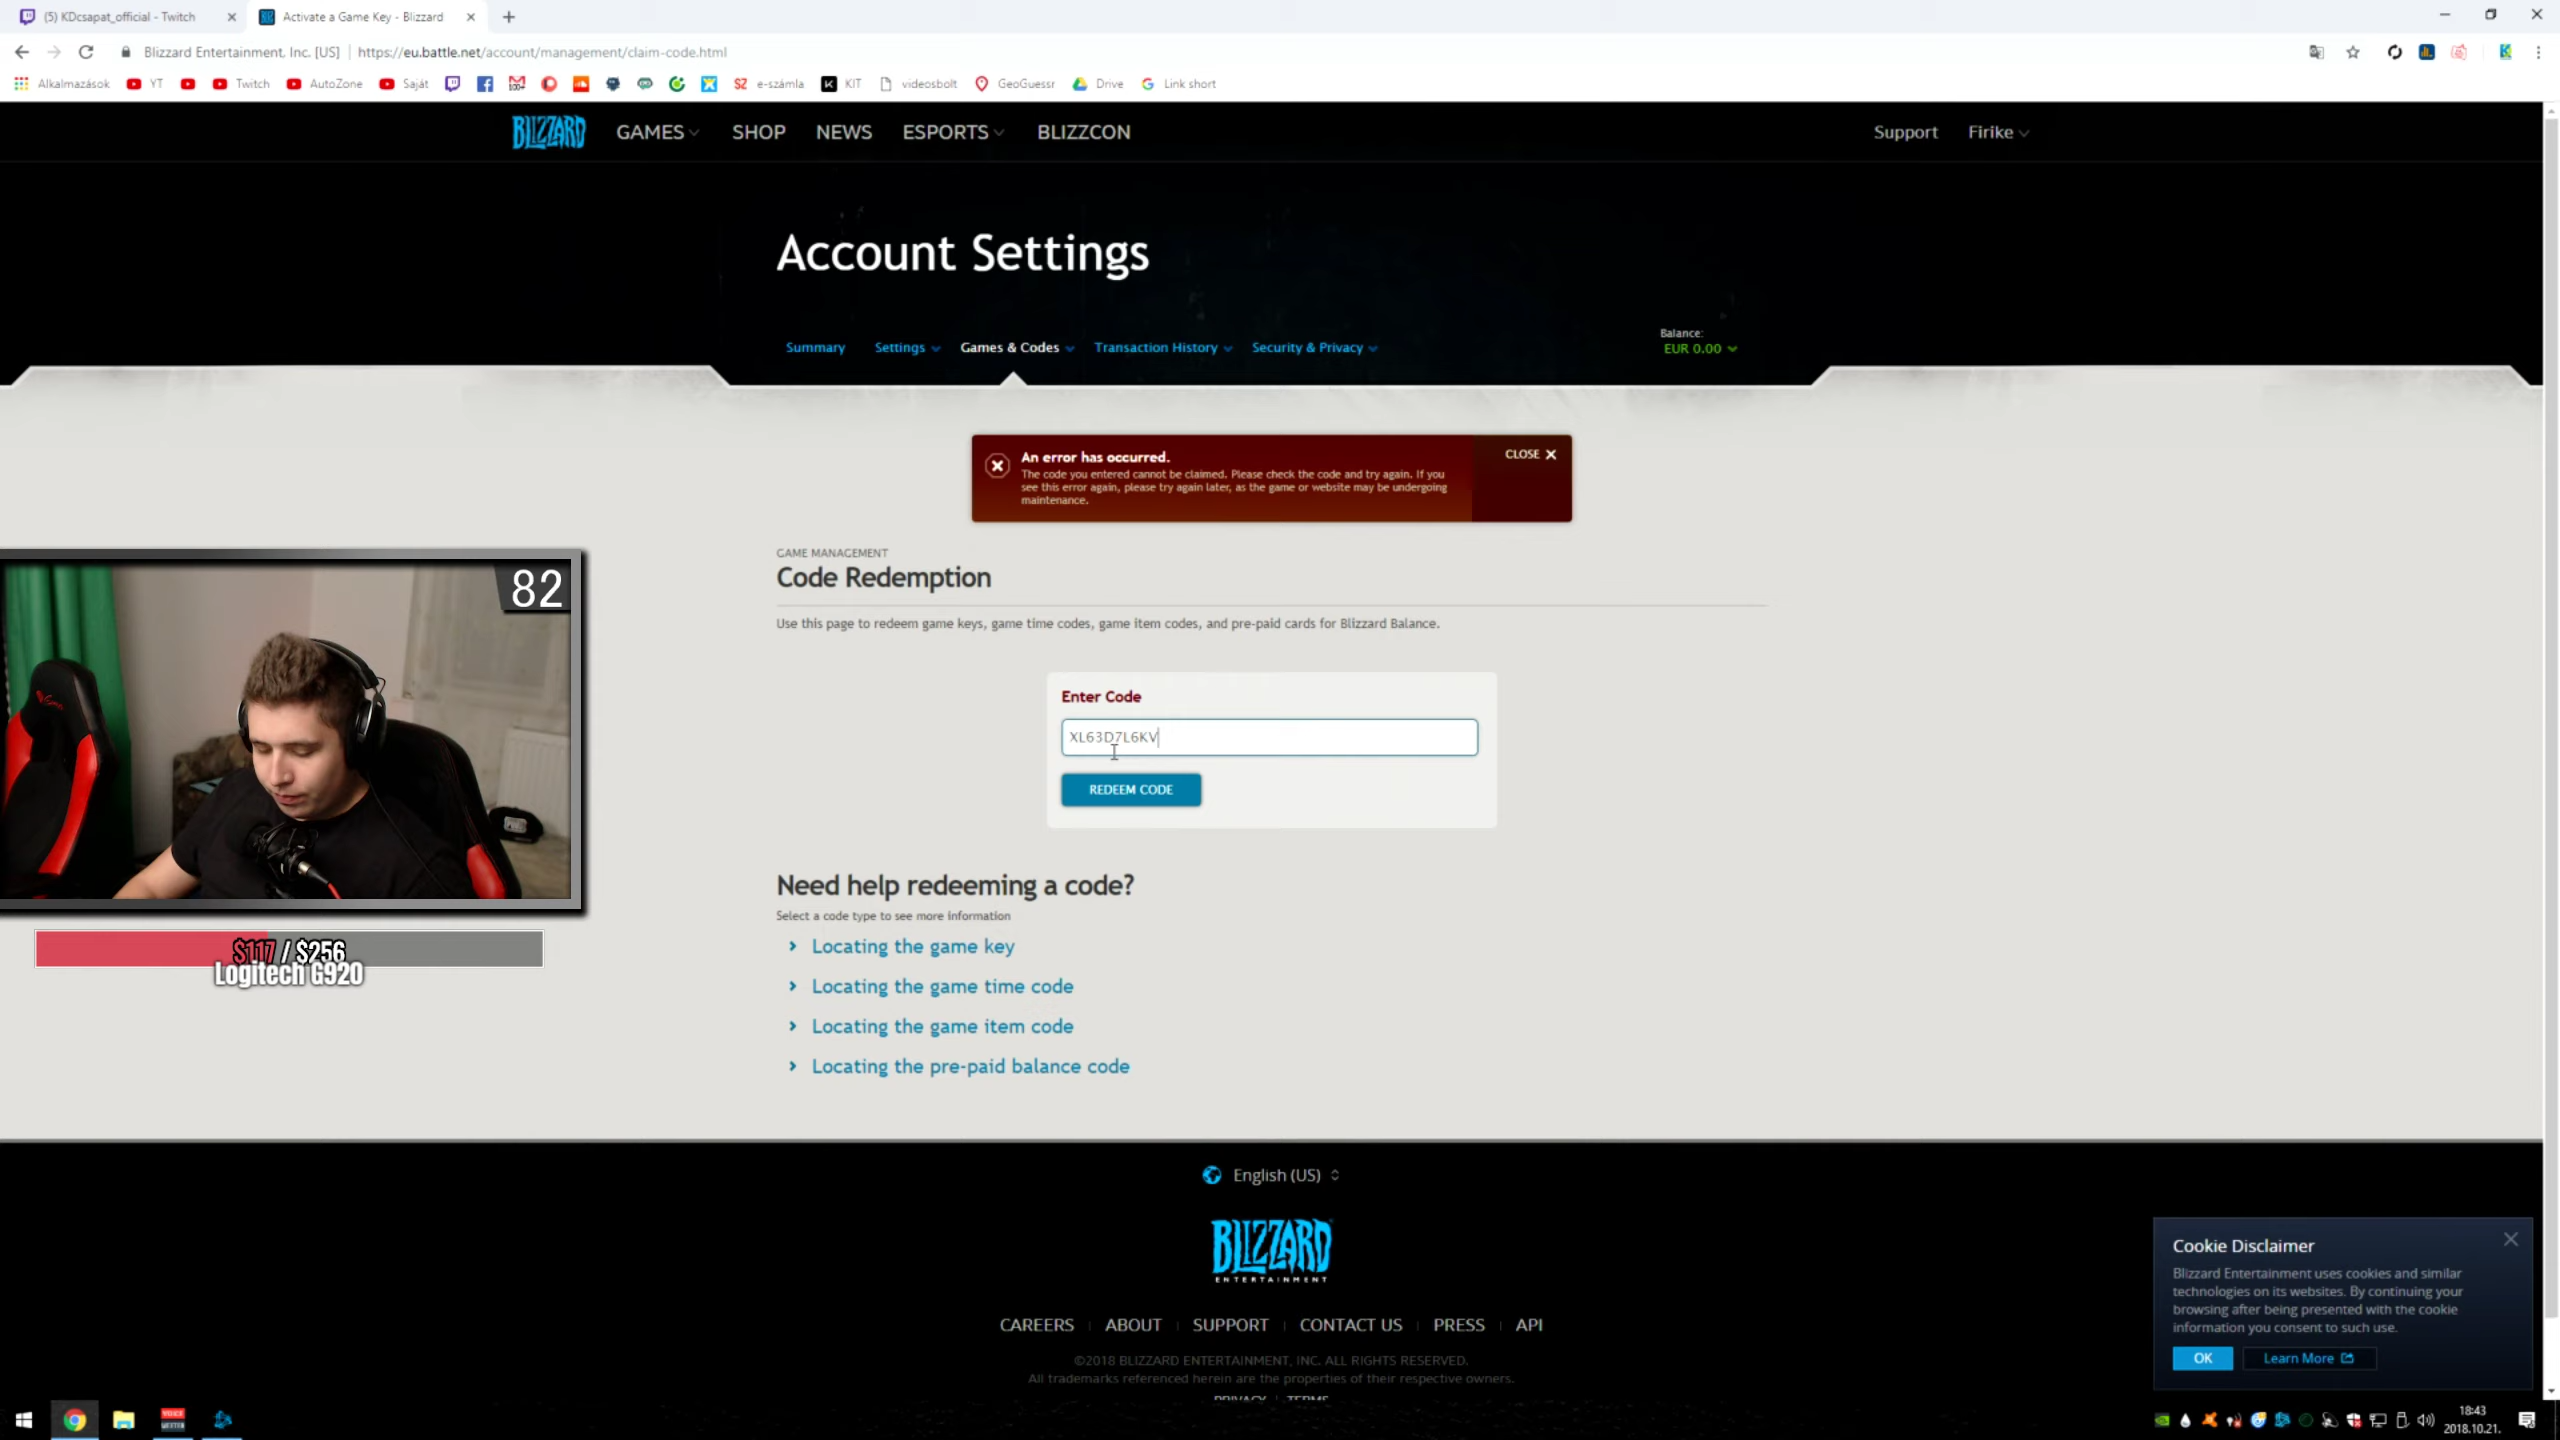 (5) KDcsapat_official - Twitch
Activate a Game Key - Blizzard
Blizzard Entertainment, Inc. [US]
https://eu.battle.net/account/management/claim-code.html
Alkalmazások
YT
Twitch
AutoZone
Saját
SZ
e-számla
KIT
videosbolt
GeoGuessr
Drive
Link short
BLIZZARD
GAMES
SHOP
NEWS
ESPORTS
BLIZZCON
Support
Firike
Account Settings
Summary
Settings
Games & Codes
Transaction History
Security & Privacy
Balance:
EUR 0.00
An error has occurred.
The code you entered cannot be claimed. Please check the code and try again. If you
see this error again, please try again later, as the game or website may be undergoing
maintenance.
CLOSE
GAME MANAGEMENT
Code Redemption
Use this page to redeem game keys, game time codes, game item codes, and pre-paid cards for Blizzard Balance.
82
Enter Code
XL63D7L6KV
REDEEM CODE
$117 / $256
Logitech G920
Need help redeeming a code?
Select a code type to see more information
Locating the game key
Locating the game time code
Locating the game item code
Locating the pre-paid balance code
English (US)
BLIZZARD
ENTERTAINMENT
CAREERS
ABOUT
SUPPORT
CONTACT US
PRESS
API
©2018 BLIZZARD ENTERTAINMENT, INC. ALL RIGHTS RESERVED.
All trademarks referenced herein are the properties of their respective owners.
PRIVACY
TERMS
Cookie Disclaimer
Blizzard Entertainment uses cookies and similar
technologies on its websites. By continuing your
browsing after being presented with the cookie
information you consent to such use.
OK
Learn More
VOICE
MEETER
18:43
2018.10.21.